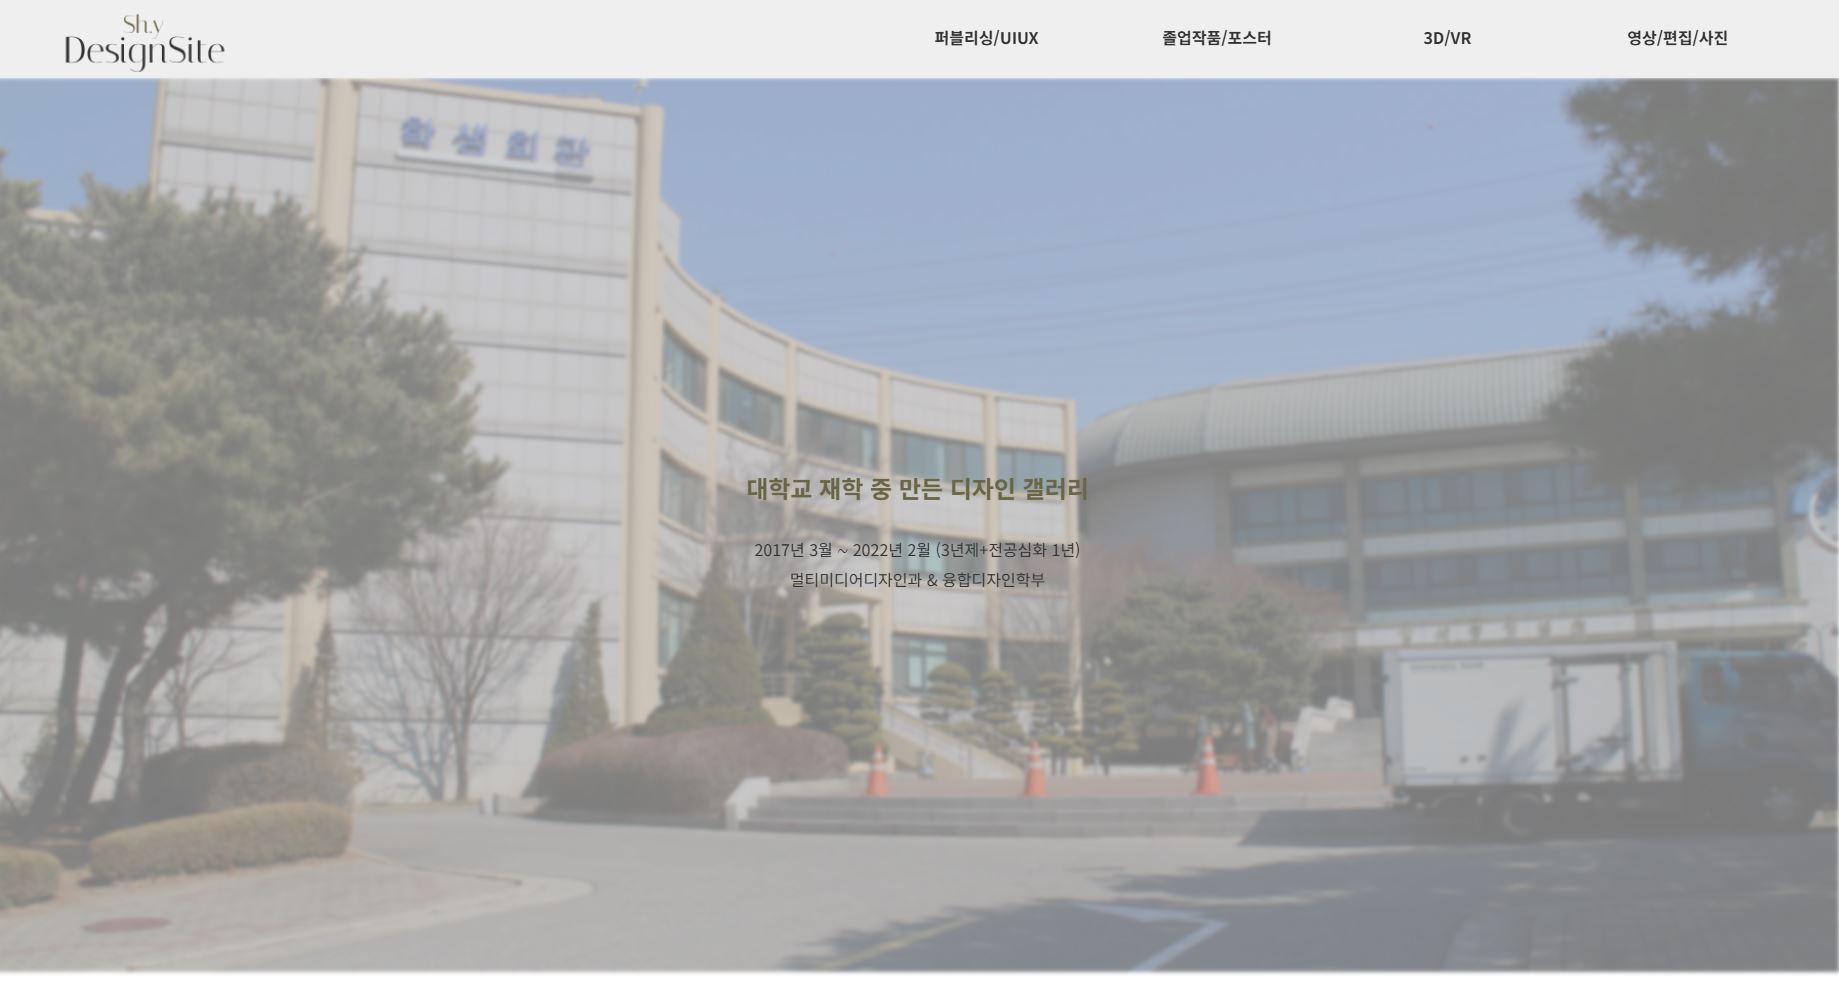 Sh.y
DesignSite
퍼블리싱/UIUX
졸업작품/포스터
3D/VR
영상/편집/사진
학생회관
대학교 재학 중 만든 디자인 갤러리
2017년 3월 ~ 2022년 2월 (3년제+전공심화 1년)
멀티미디어디자인과 & 융합디자인학부